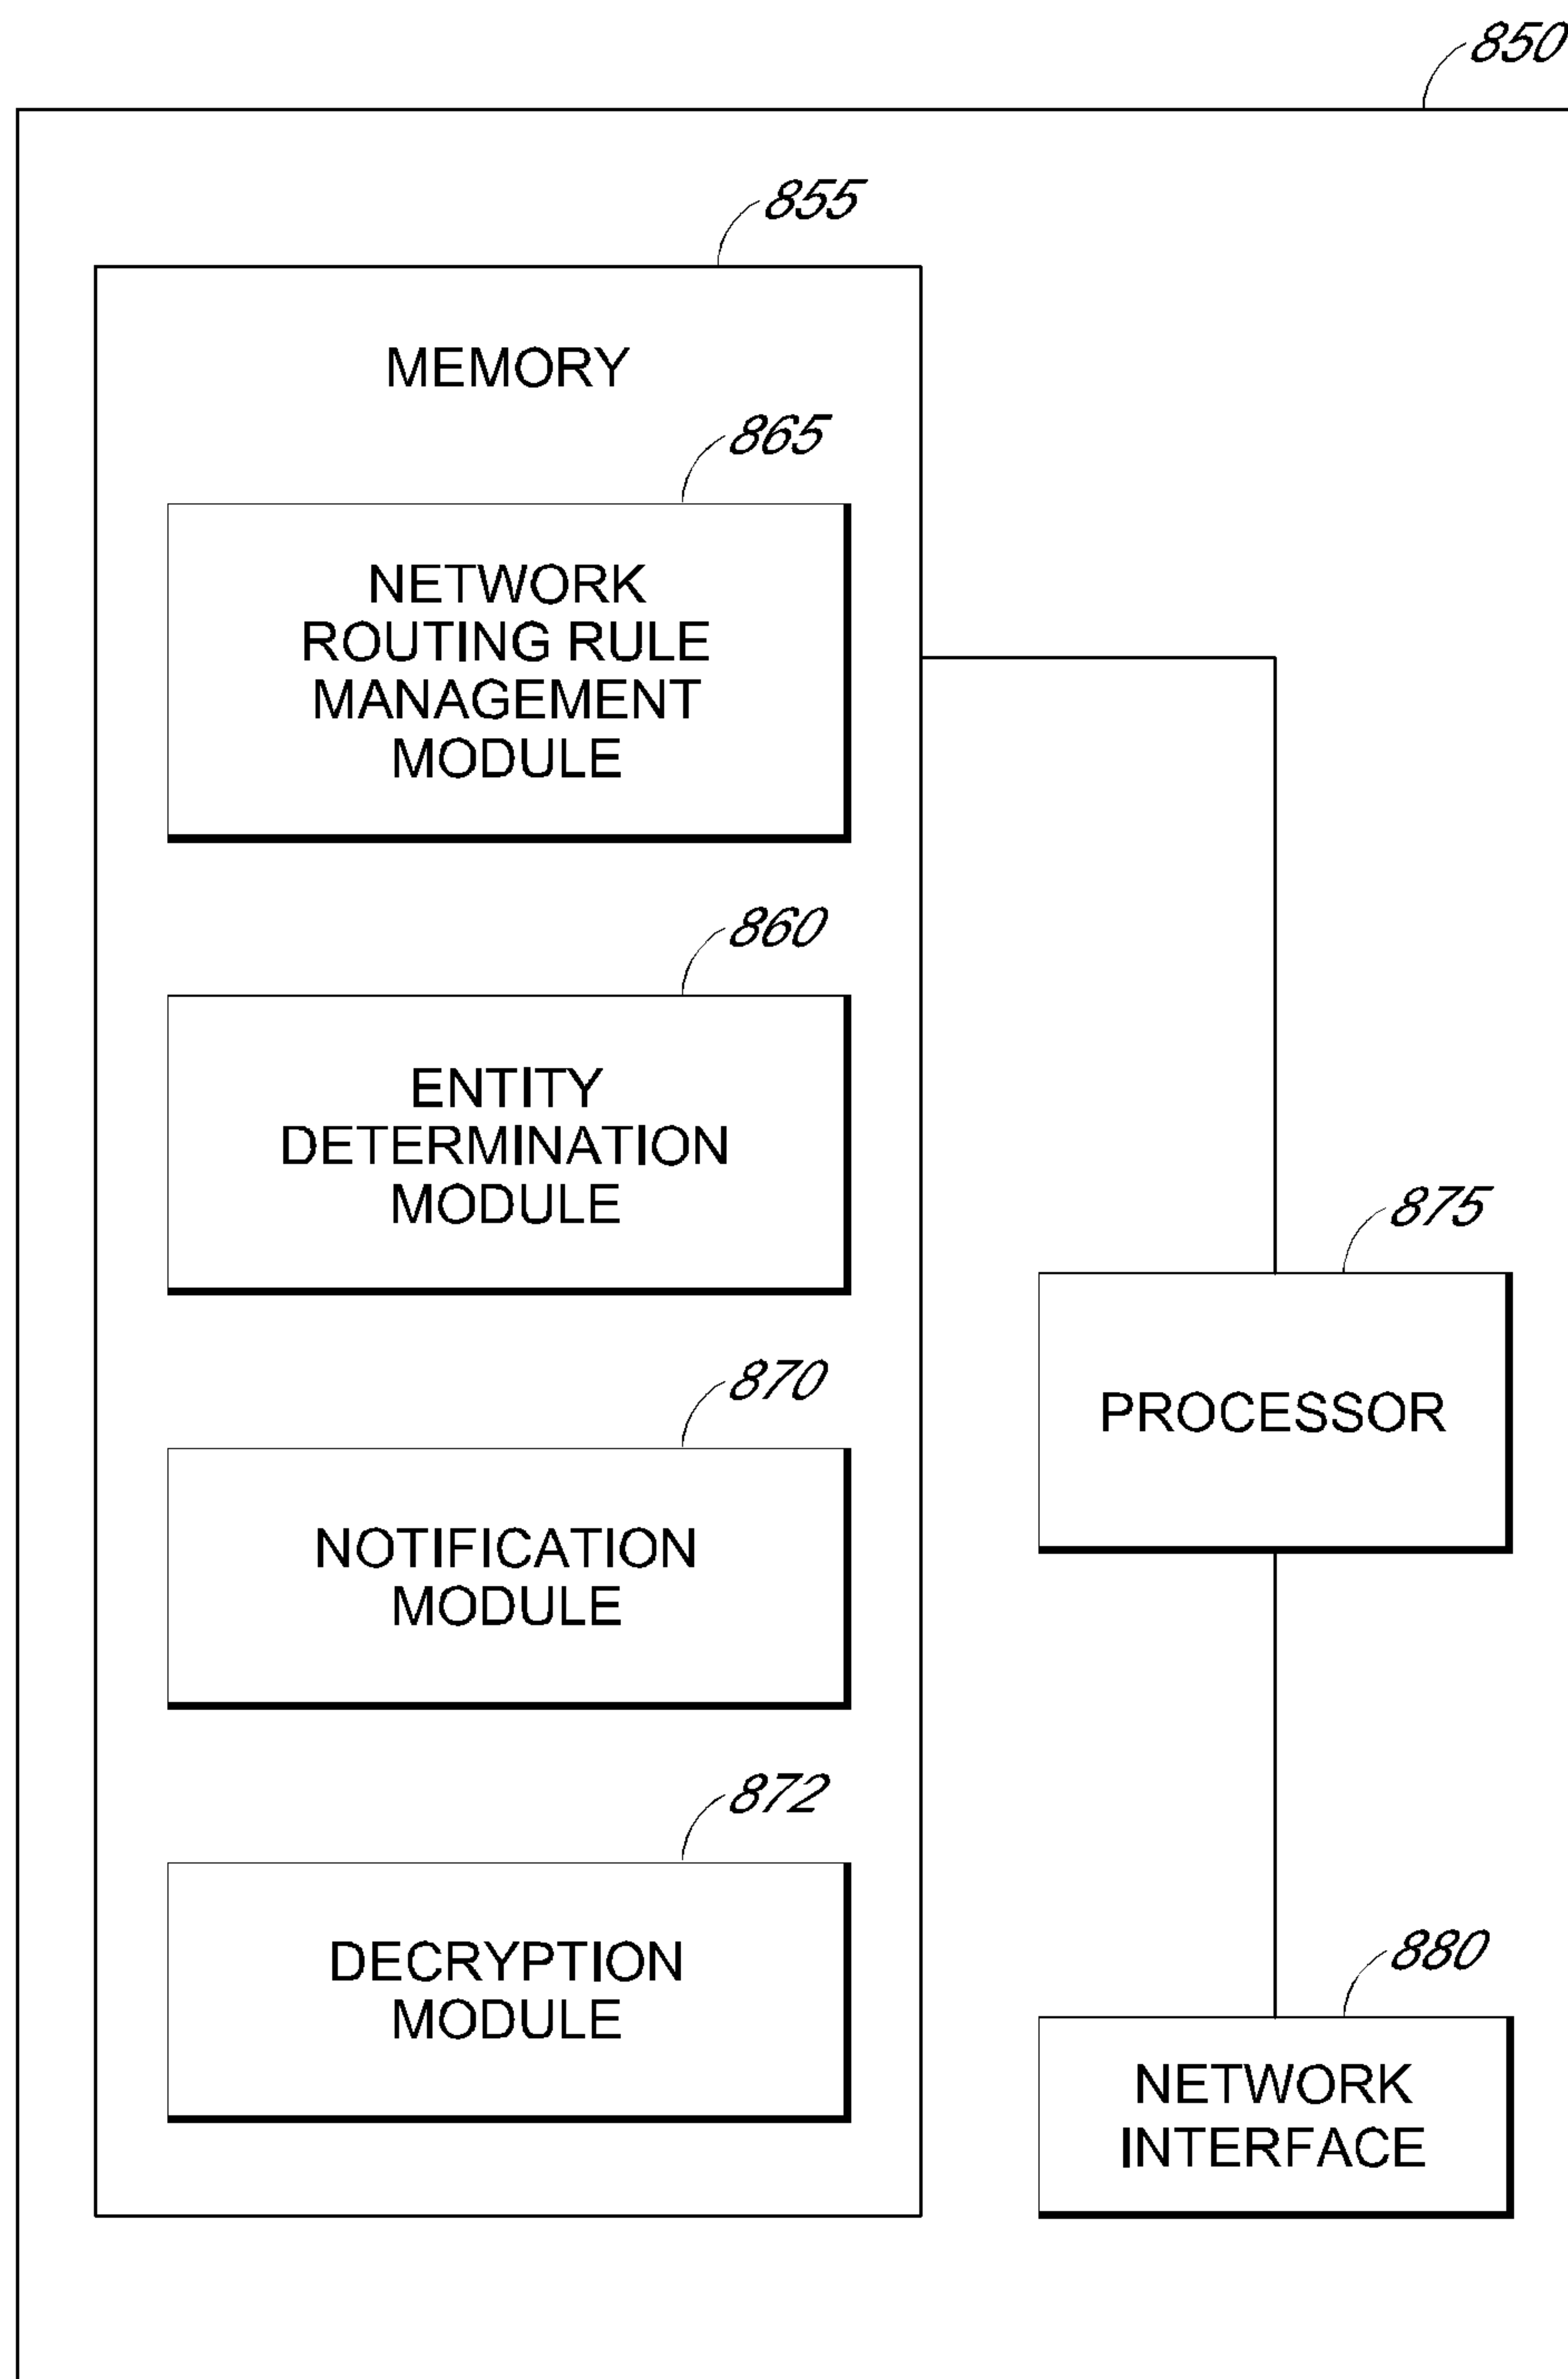 850
855
MEMORY
865
NETWORK
ROUTING RULE
MANAGEMENT
MODULE
860
ENTITY
DETERMINATION
MODULE
870
NOTIFICATION
MODULE
872
DECRYPTION
MODULE
875
PROCESSOR
880
NETWORK
INTERFACE